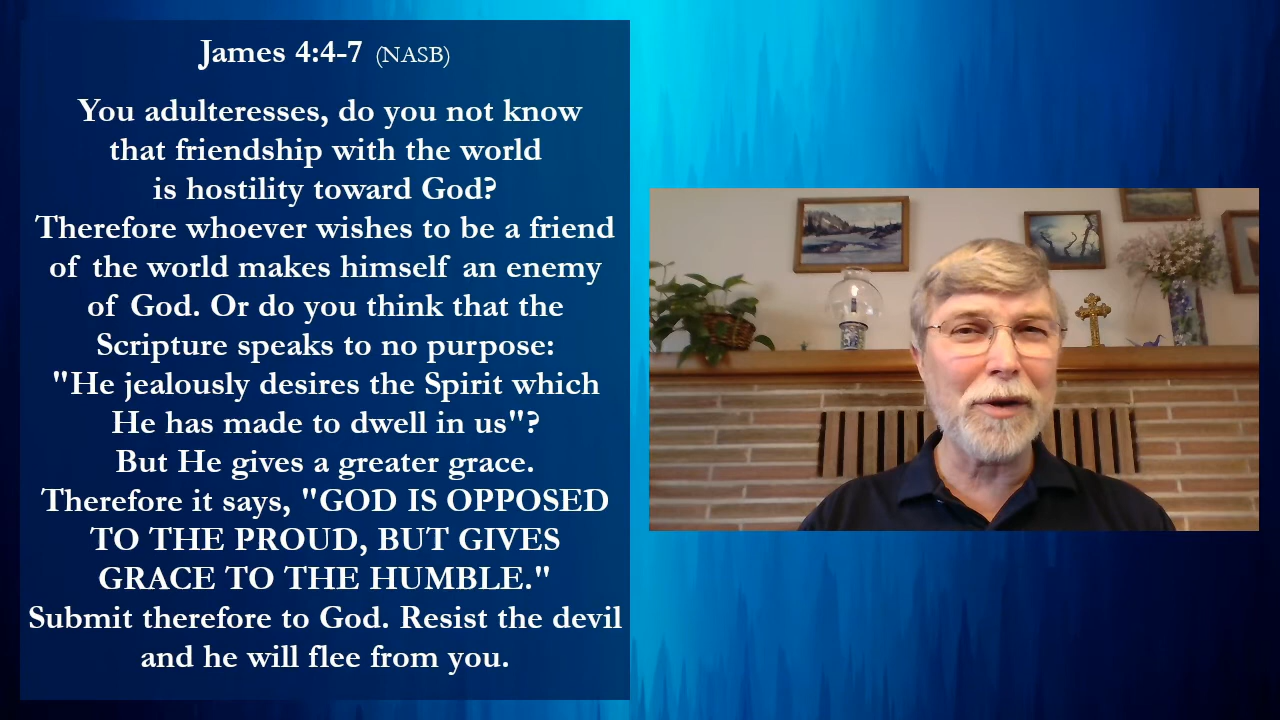 James 4:4-7 (NASB)
You adulteresses, do you not know
that friendship with the world
is hostility toward God?
Therefore whoever wishes to be a friend
of the world makes himself an enemy
of God. Or do you think that the
Scripture speaks to no purpose:
"He jealously desires the Spirit which
He has made to dwell in us"?
But He gives a greater grace.
Therefore it says, "GOD IS OPPOSED
TO THE PROUD, BUT GIVES
GRACE TO THE HUMBLE."
Submit therefore to God. Resist the devil
and he will flee from you.